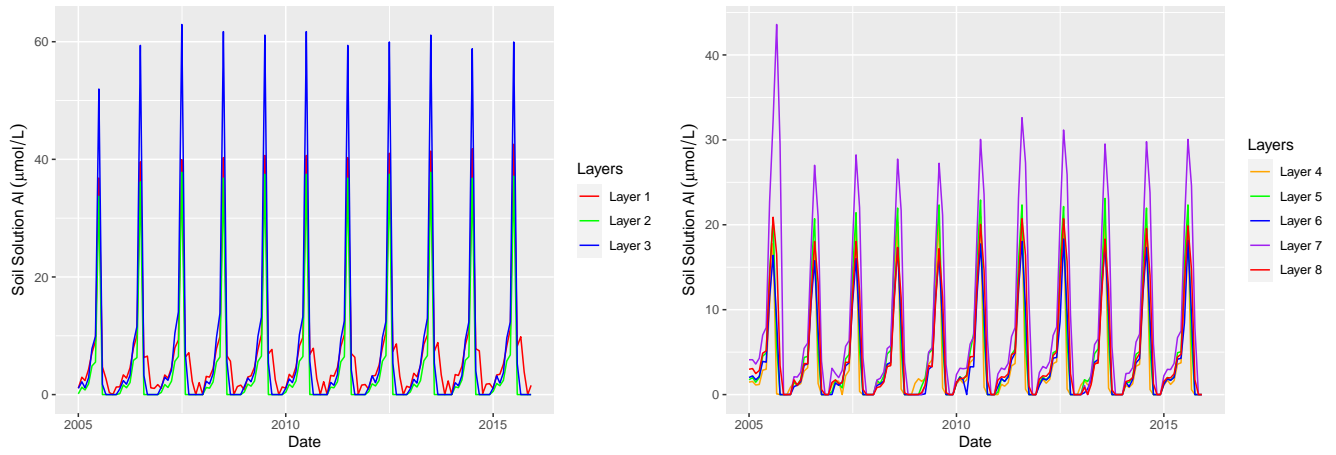 Soil Solution Al (µmol/L)
60
40
20
0
2005
2010
2015
Date
Layers
Layer 1
Layer 2
Layer 3
Soil Solution Al (µmol/L)
40
30
20
10
0
2005
2010
2015
Date
Layers
Layer 4
Layer 5
Layer 6
Layer 7
Layer 8